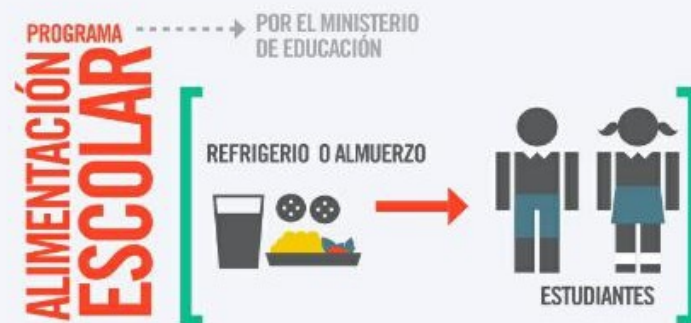 PROGRAMA
ALIMENTACIÓN
ESCOLAR
POR EL MINISTERIO
DE EDUCACIÓN
REFRIGERIO O ALMUERZO
ESTUDIANTES